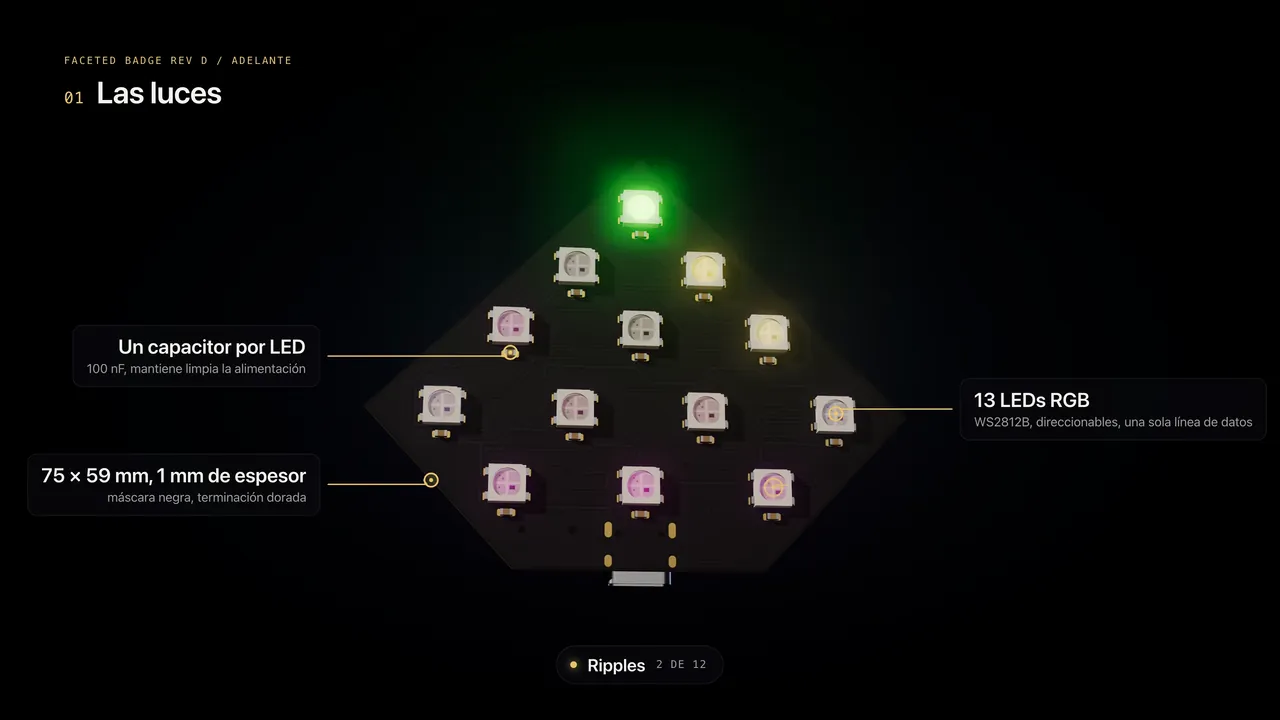 FACETED BADGE REV D / ADELANTE
01 Las luces
Un capacitor por LED
100 nF, mantiene limpia la alimentación
13 LEDs RGB
WS2812B, direccionables, una sola línea de datos
75 × 59 mm, 1 mm de espesor
máscara negra, terminación dorada
Ripples 2 DE 12